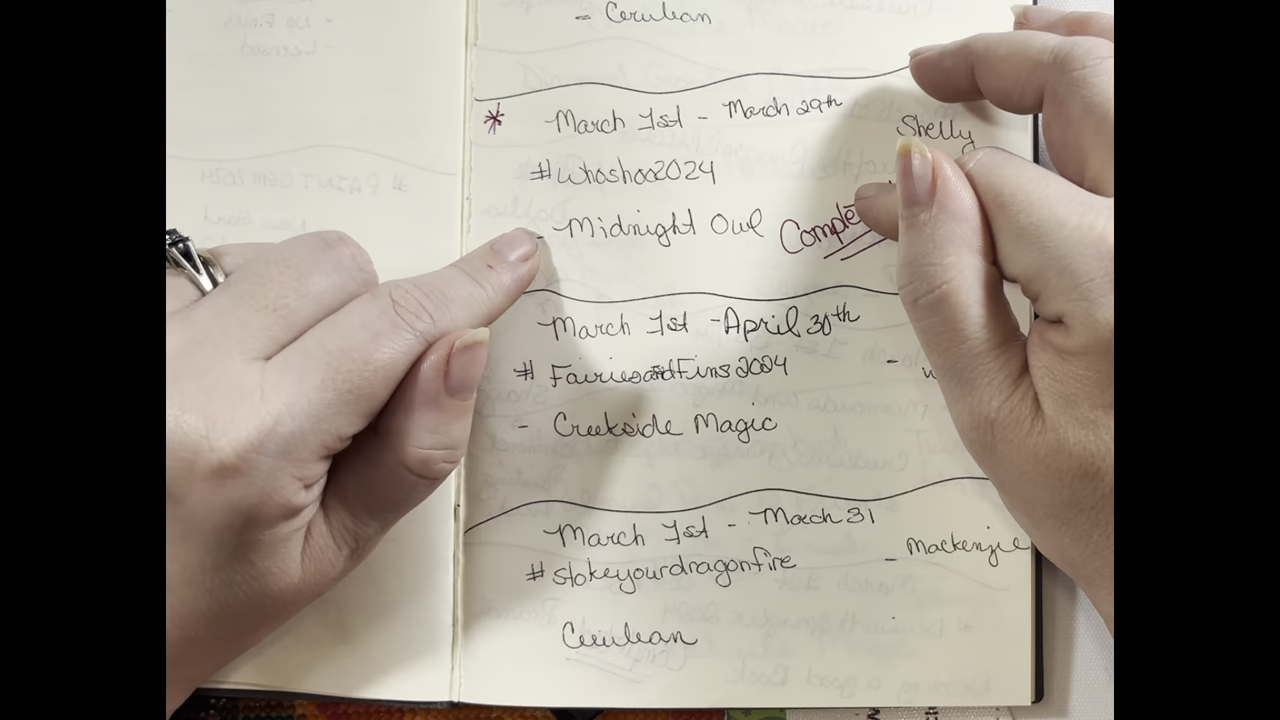 - Cerulean
* March 1st - March 29th
Shelly
#whoshoo2024
- Midnight Owl Comple
March 1st - April 30th
# FairiesandFins2024 -
- Creekside Magic
March 1st - March 31
- Mackenzie
# stokeyourdragonfire
Cerulean